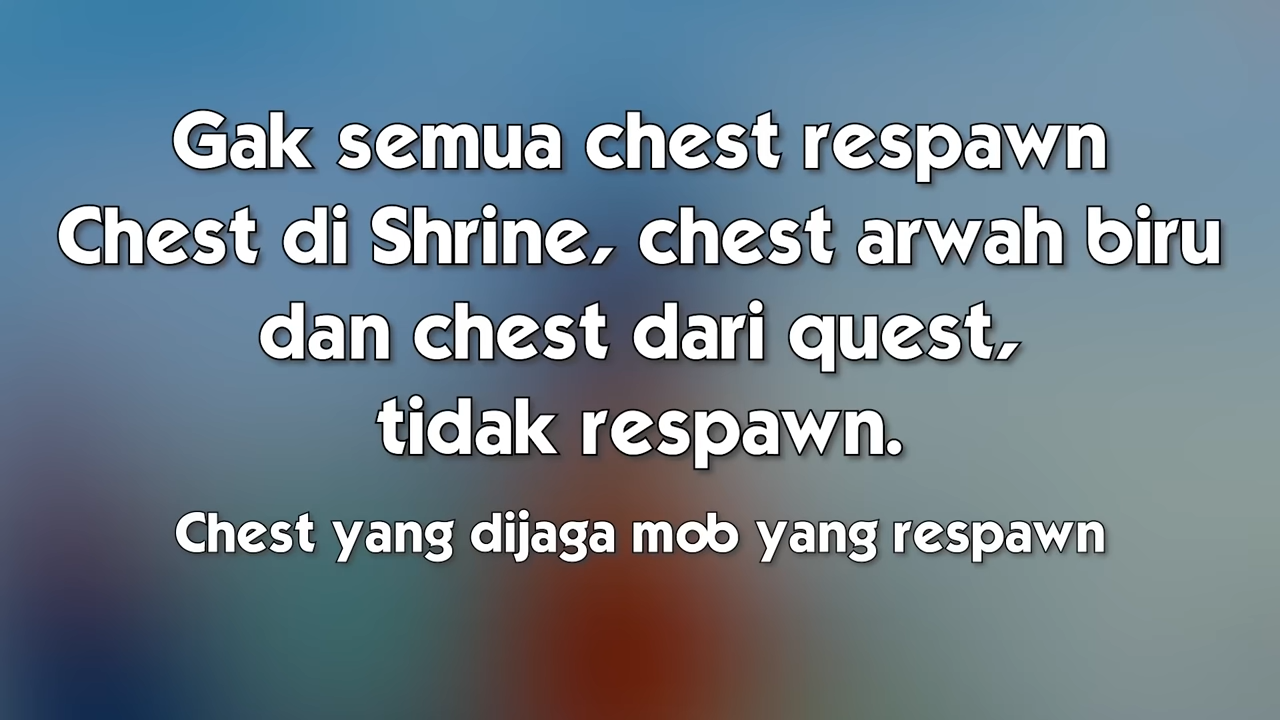 Gak semua chest respawn
Chest di Shrine, chest arwah biru
dan chest dari quest,
tidak respawn.
Chest yang dijaga mob yang respawn